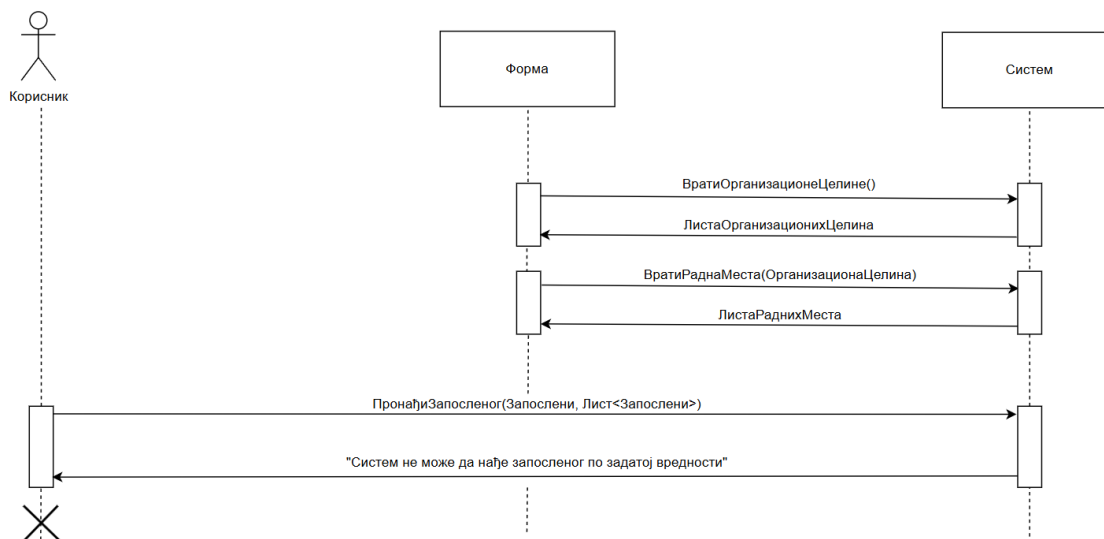 Корисник
Форма
Систем
ВратиОрганизационеЦелине()
ЛистаОрганизационихЦелина
ВратиРаднаМеста(ОрганизационаЦелина)
ЛистаРаднихМеста
ПронађиЗапосленог(Запослени, Лист<Запослени>)
"Систем не може да нађе запосленог по задатој вредности"